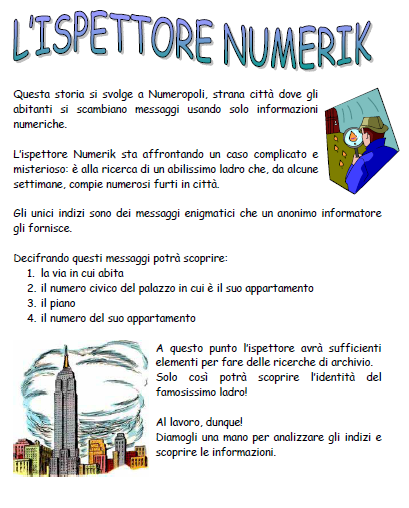 L'ISPETTORE NUMERIK
Questa storia si svolge a Numeropoli, strana città dove gli
abitanti si scambiano messaggi usando solo informazioni
numeriche.
L'ispettore Numerik sta affrontando un caso complicato e
misterioso: è alla ricerca di un abilissimo ladro che, da alcune
settimane, compie numerosi furti in città.
Gli unici indizi sono dei messaggi enigmatici che un anonimo informatore
gli fornisce.
Decifrando questi messaggi potrà scoprire:
1. la via in cui abita
2. il numero civico del palazzo in cui è il suo appartamento
3. il piano
4. il numero del suo appartamento
A questo punto l'ispettore avrà sufficienti
elementi per fare delle ricerche di archivio.
Solo così potrà scoprire l'identità del
famosissimo ladro!
Al lavoro, dunque!
Diamogli una mano per analizzare gli indizi e
scoprire le informazioni.